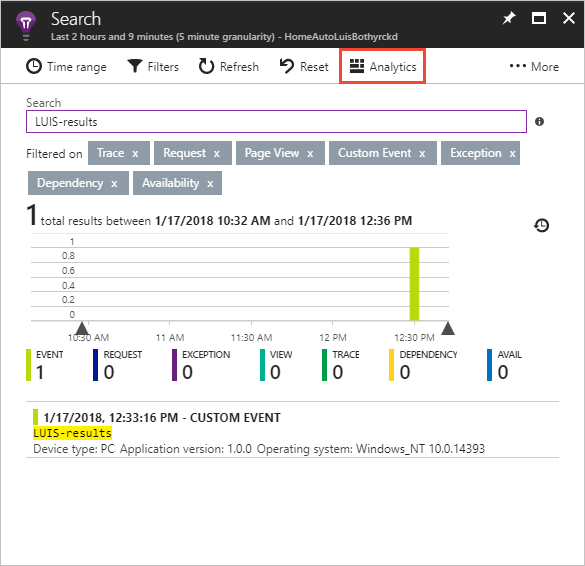 Search
Last 2 hours and 9 minutes (5 minute granularity) - HomeAutoLuisBothyrckd
Time range Filters Refresh Reset Analytics ••• More
Search
LUIS-results
Filtered on Trace x Request x Page View x Custom Event x Exception x
Dependency x Availability x
1 total results between 1/17/2018 10:32 AM and 1/17/2018 12:36 PM
1
0.8
0.6
0.4
0.2
0
10:30 AM 11 AM 11:30 AM 12 PM 12:30 PM
EVENT REQUEST EXCEPTION VIEW TRACE DEPENDENCY AVAIL
1 0 0 0 0 0 0
1/17/2018, 12:33:16 PM - CUSTOM EVENT
LUIS-results
Device type: PC Application version: 1.0.0 Operating system: Windows_NT 10.0.14393